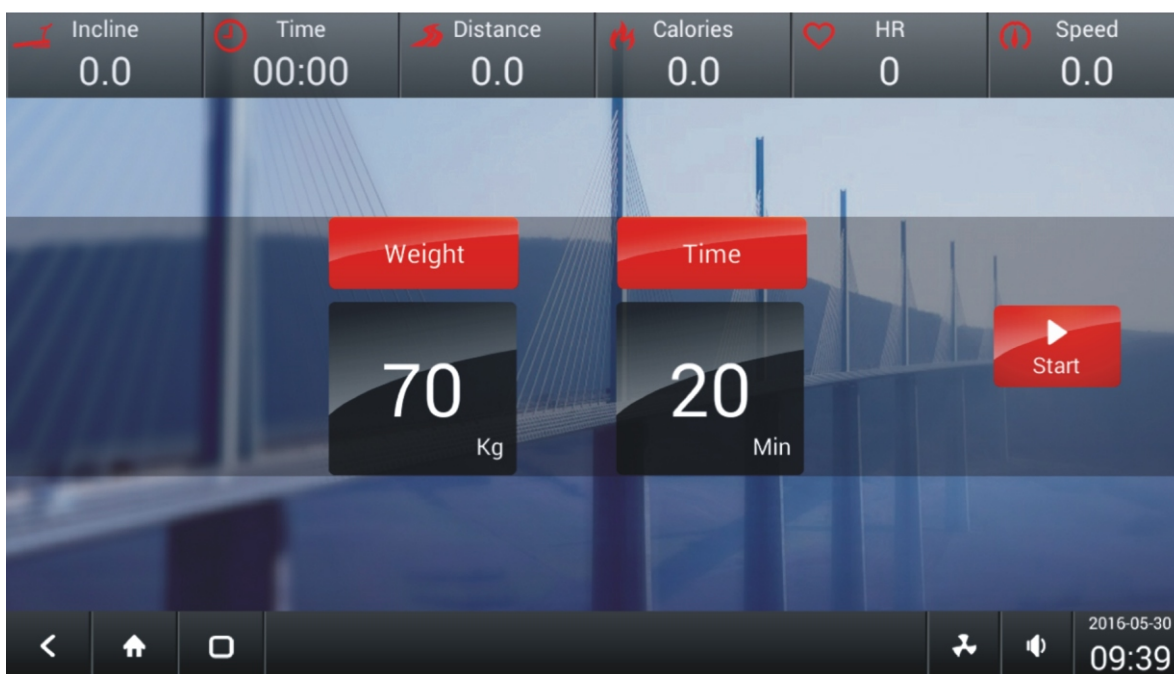 Incline Time Distance Calories HR Speed
0.0 00:00 0.0 0.0 0 0.0
Weight Time
70 20
Kg Min
Start
2016-05-30
09:39